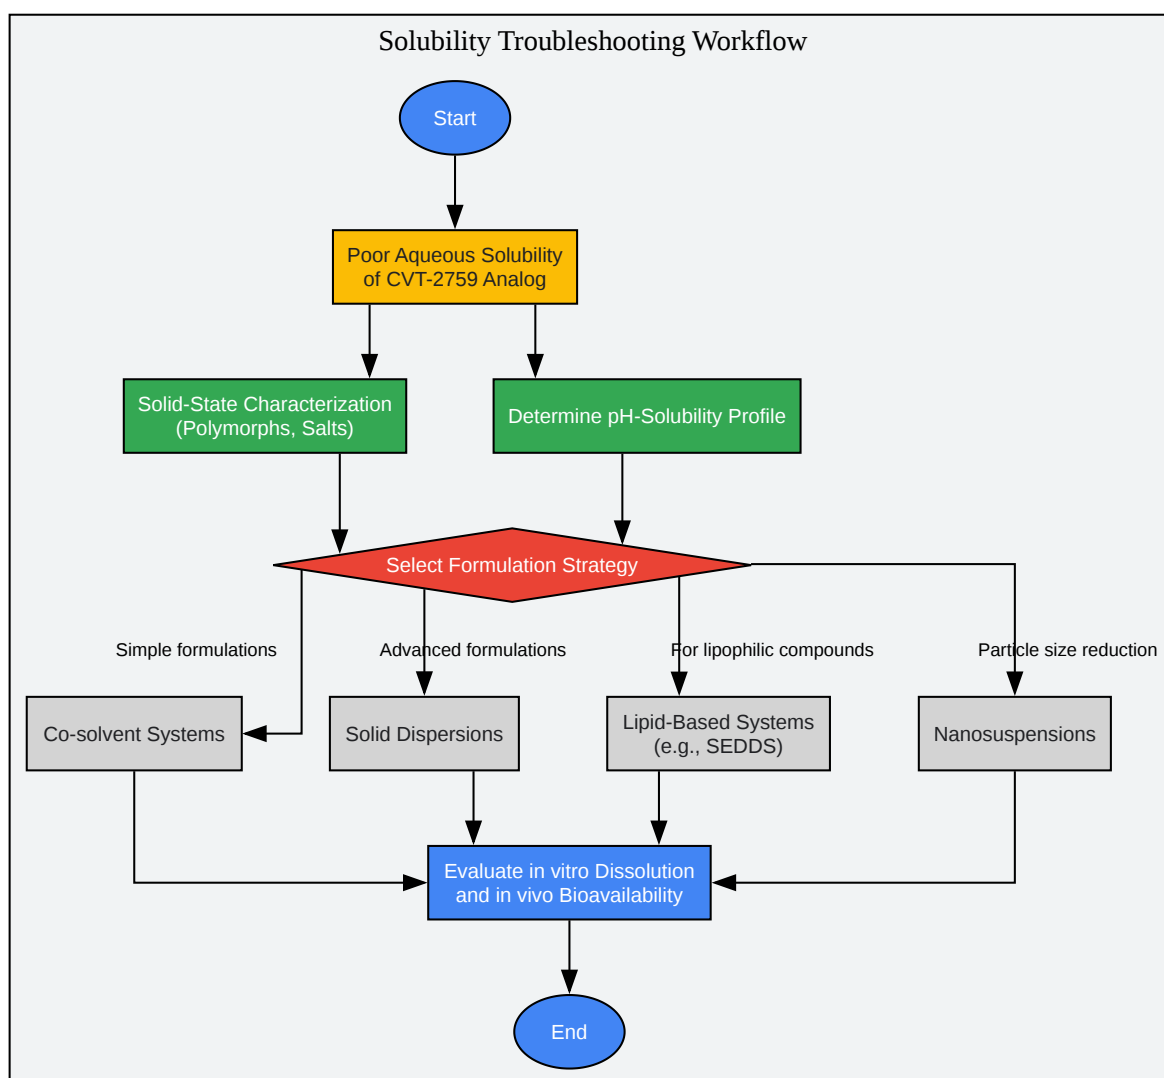 Solubility Troubleshooting Workflow
Start
Poor Aqueous Solubility
of CVT-2759 Analog
Solid-State Characterization
(Polymorphs, Salts)
Determine pH-Solubility Profile
Select Formulation Strategy
Simple formulations
Advanced formulations
For lipophilic compounds
Particle size reduction
Co-solvent Systems
Solid Dispersions
Lipid-Based Systems
(e.g., SEDDS)
Nanosuspensions
Evaluate in vitro Dissolution
and in vivo Bioavailability
End